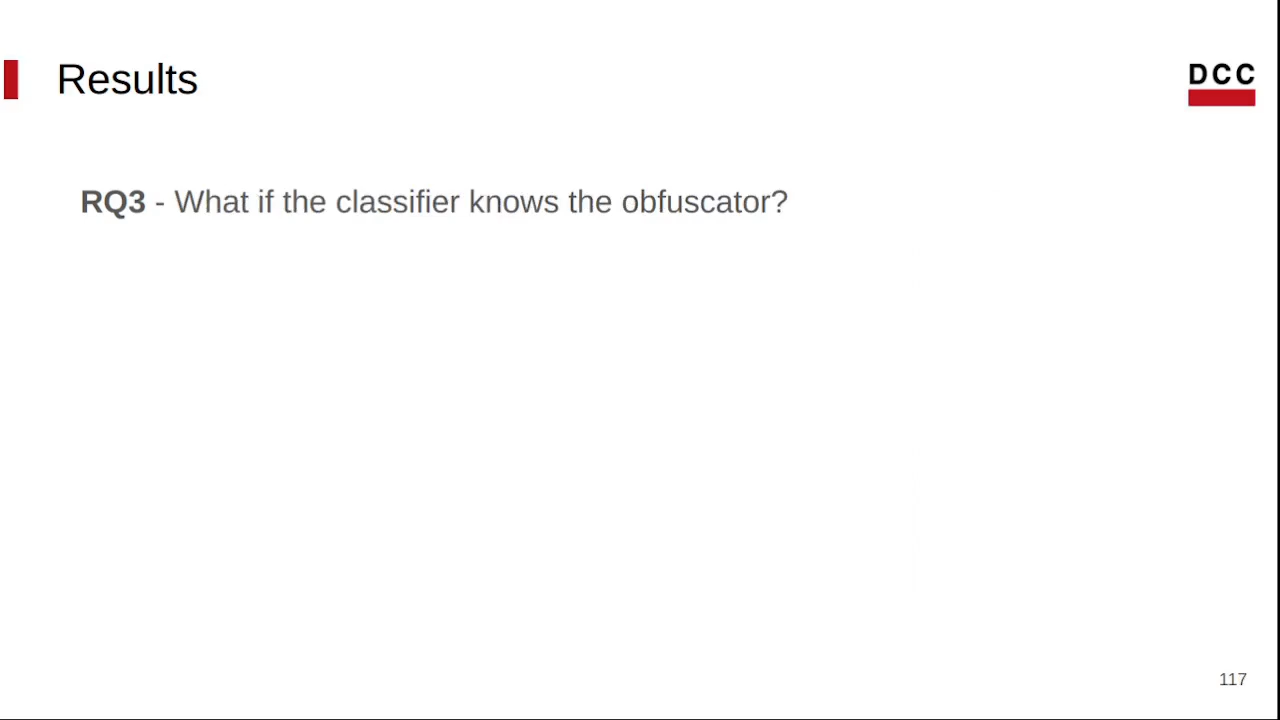 Results
DCC
RQ3 - What if the classifier knows the obfuscator?
117